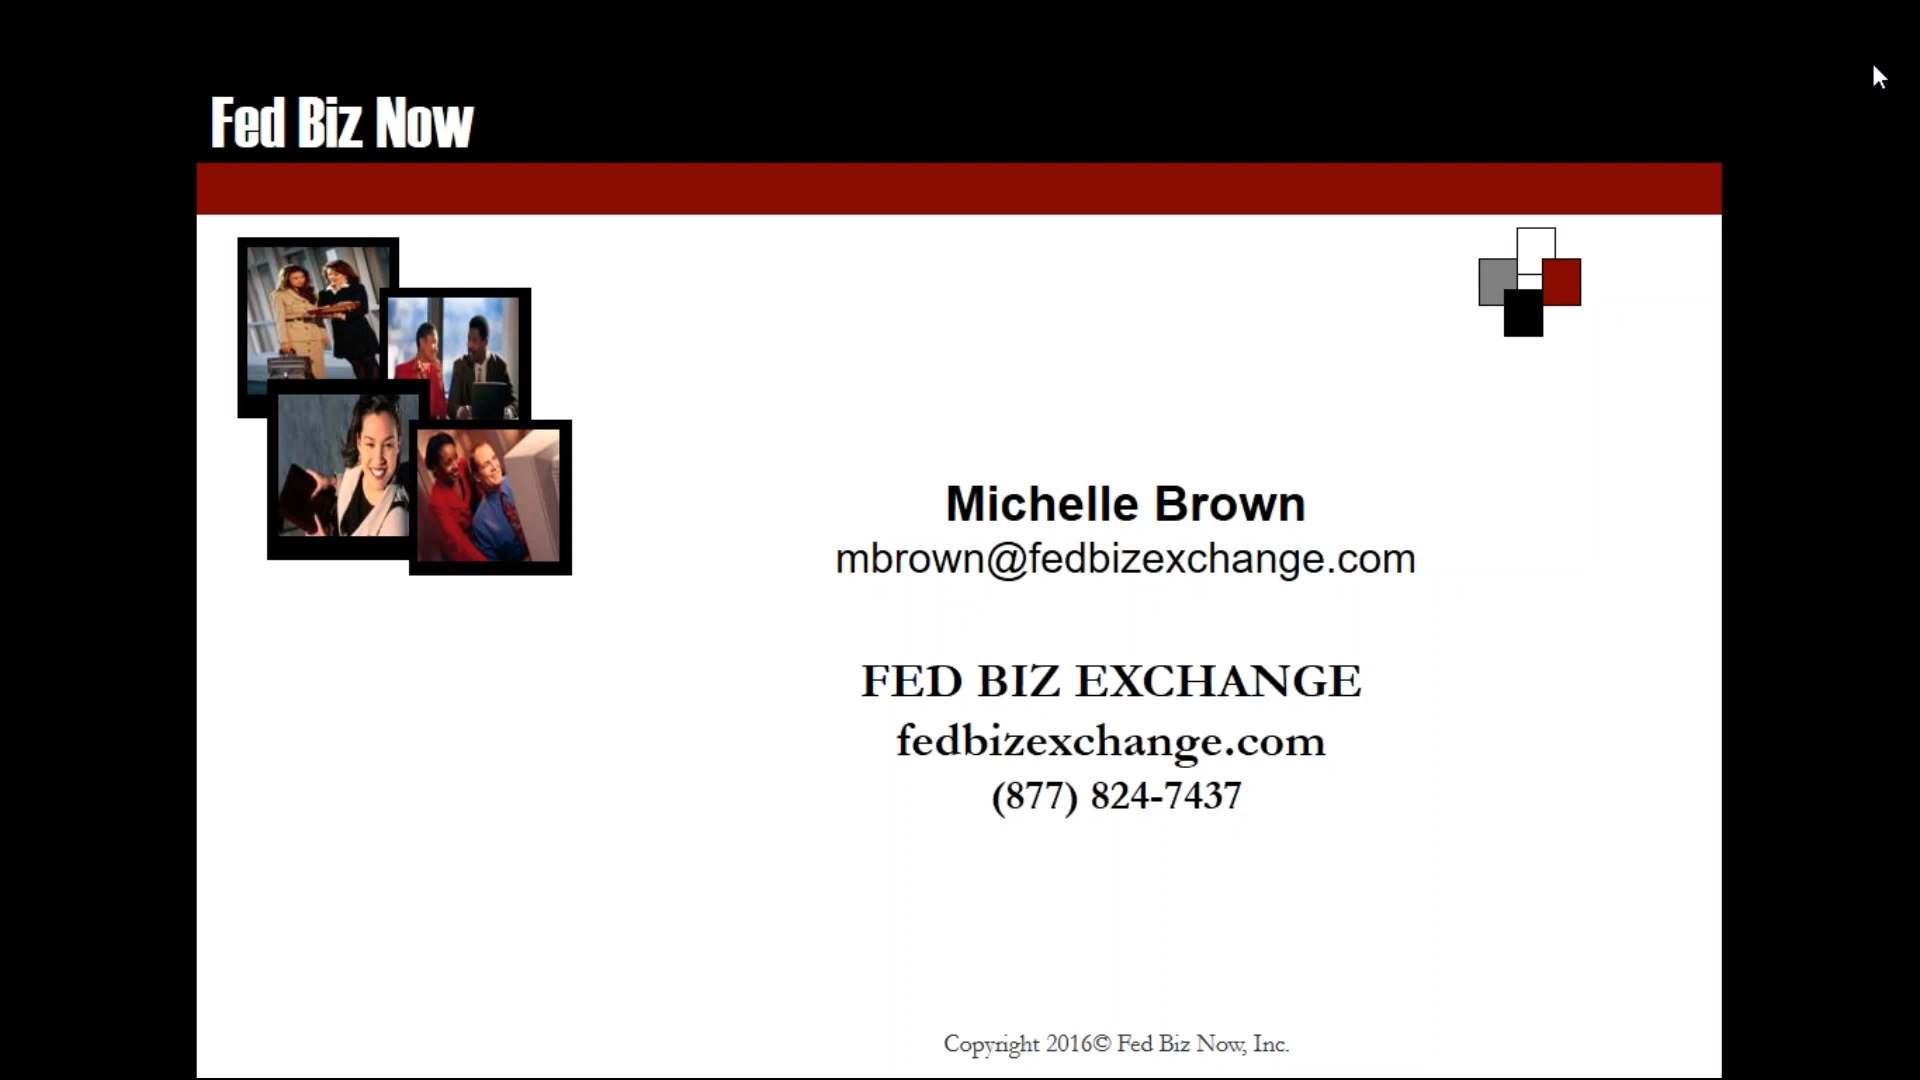 Fed Biz Now
Michelle Brown
mbrown@fedbizexchange.com
FED BIZ EXCHANGE
fedbizexchange.com
(877) 824-7437
Copyright 2016© Fed Biz Now, Inc.